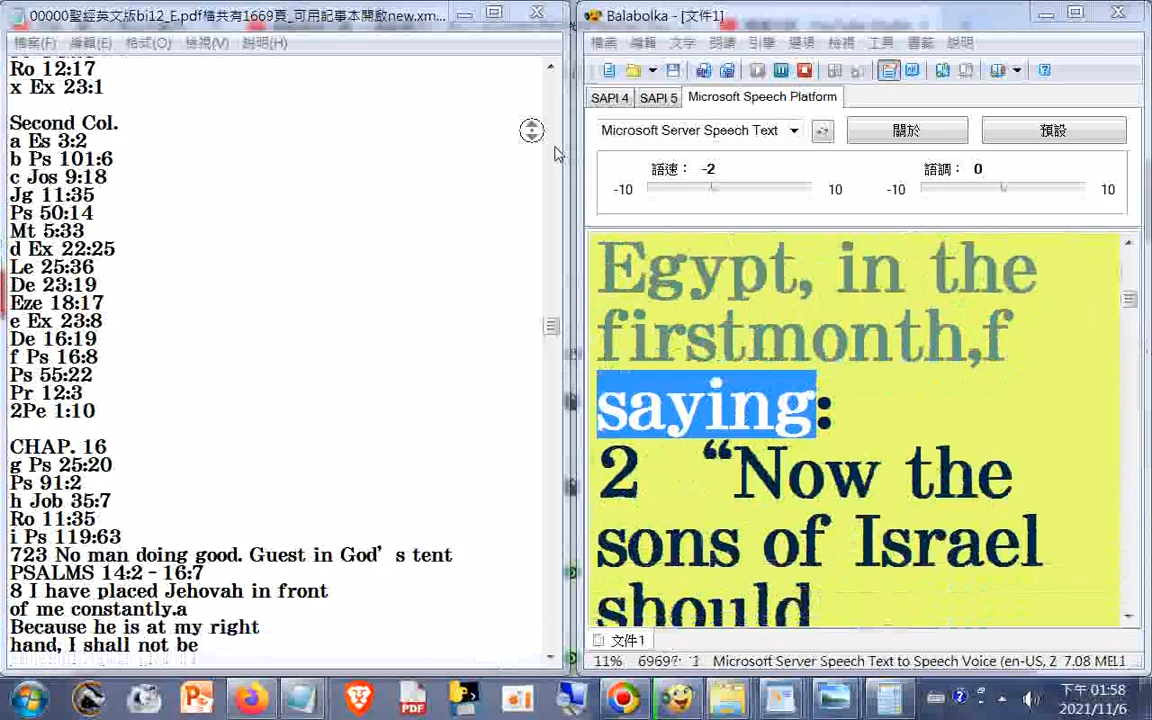 00000聖經英文版bi12_E.pdf檔共有1669頁_可用記事本開啟new.xm...
檔案(F) 編輯(E) 格式(O) 檢視(V) 說明(H)
Ro 12:17
x Ex 23:1
Second Col.
a Es 3:2
b Ps 101:6
c Jos 9:18
Jg 11:35
Ps 50:14
Mt 5:33
d Ex 22:25
Le 25:36
De 23:19
Eze 18:17
e Ex 23:8
De 16:19
f Ps 16:8
Ps 55:22
Pr 12:3
2Pe 1:10
CHAP. 16
g Ps 25:20
Ps 91:2
h Job 35:7
Ro 11:35
i Ps 119:63
723 No man doing good. Guest in God’s tent
PSALMS 14:2–16:7
8 I have placed Jehovah in front
of me constantly.a
Because he is at my right
hand, I shall not be
Balabolka - [文件1]
檔案 編輯 文字 朗讀 引擎 選項 檢視 工具 書籤 說明
SAPI 4 SAPI 5 Microsoft Speech Platform
Microsoft Server Speech Text 關於 預設
語速: -2 語調: 0
-10 10 -10 10
Egypt, in the
firstmonth,f
saying:
2 “Now the
sons of Israel
should
文件1
11% Microsoft Server Speech Text to Speech Voice (en-US, 7.08
PDF
下午 01:58
2021/11/6